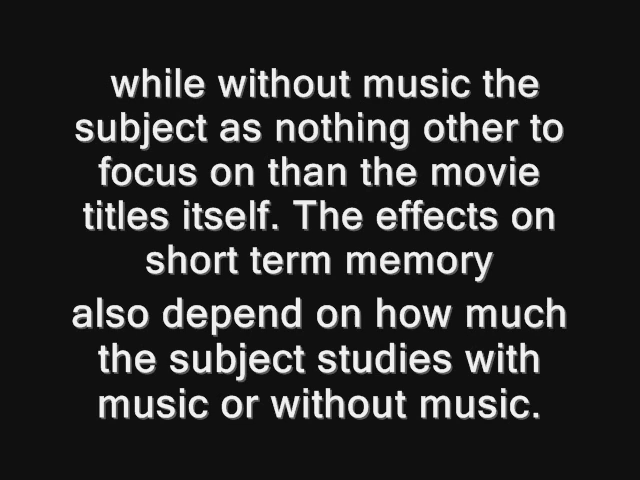 while without music the
subject as nothing other to
focus on than the movie
titles itself. The effects on
short term memory
also depend on how much
the subject studies with
music or without music.